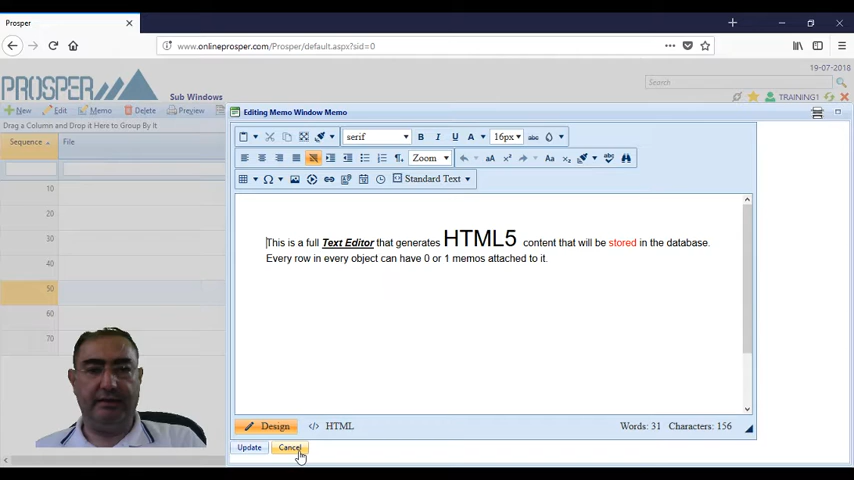 Prosper
www.onlineprosper.com/Prosper/default.aspx?sid=0
19-07-2018
PROSPER
Sub Windows
Search
TRAINING1
New Edit Memo Delete Preview
Drag a Column and Drop it Here to Group By It
Sequence File
10
20
30
40
50
60
70
Editing Memo Window Memo
serif B I U A 16px abc
Zoom
Standard Text
This is a full Text Editor that generates HTML5 content that will be stored in the database.
Every row in every object can have 0 or 1 memos attached to it.
Design HTML Words: 31 Characters: 156
Update Cancel